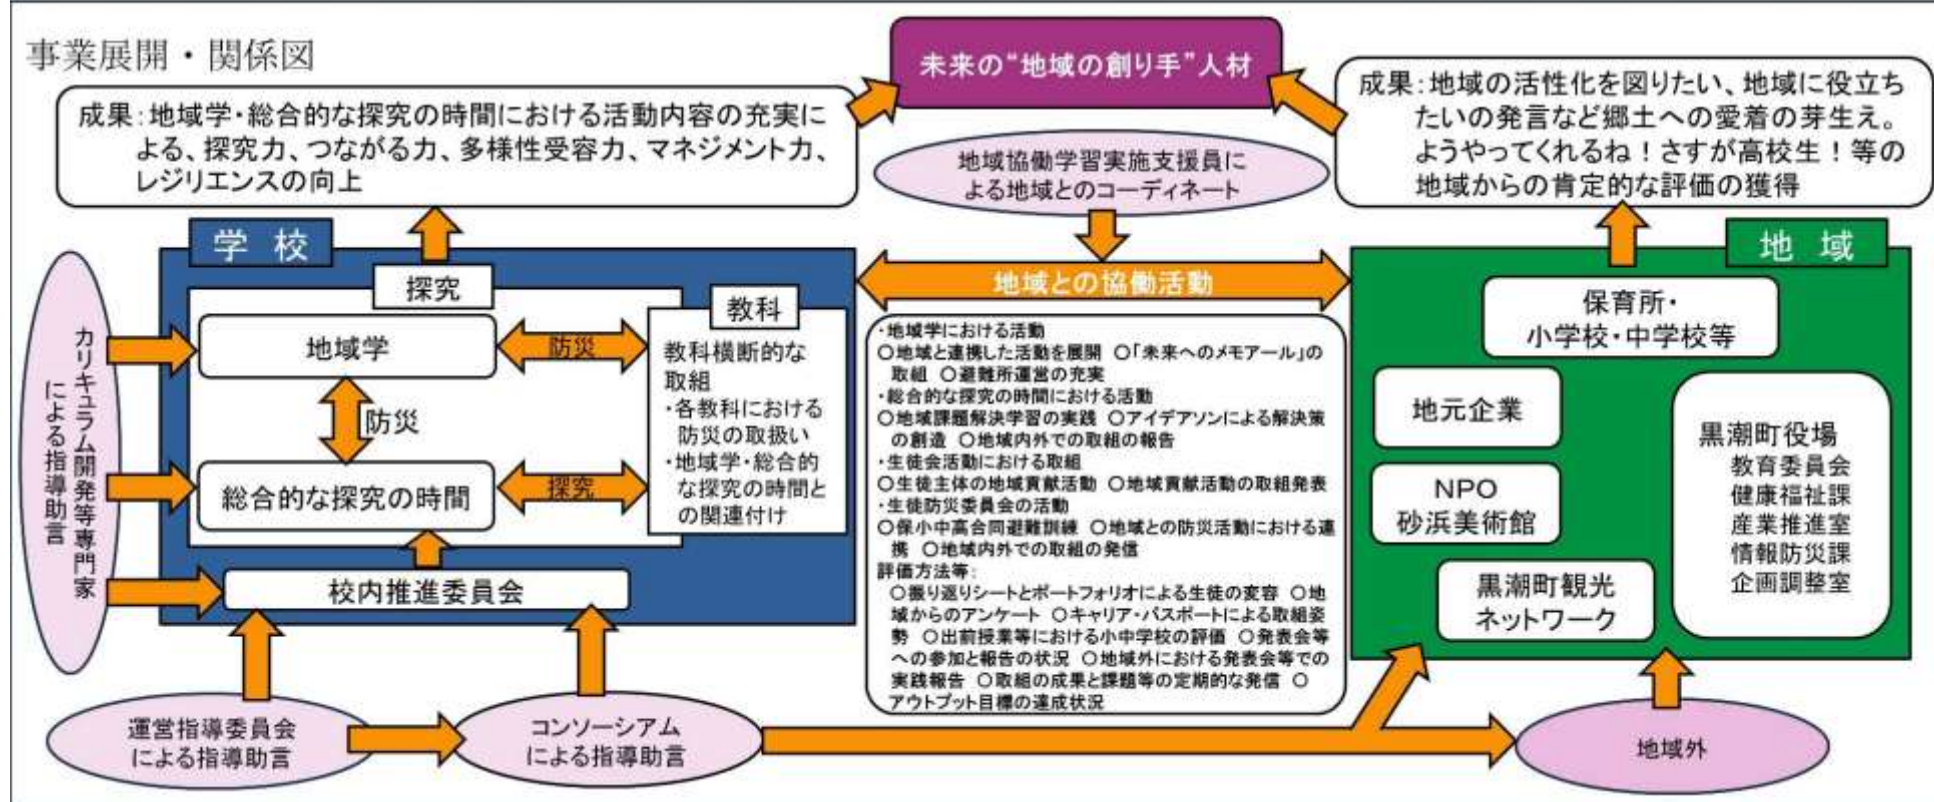 事業展開・関係図
未来の“地域の創り手”人材
成果：地域学・総合的な探究の時間における活動内容の充実に
よる、探究力、つながる力、多様性受容力、マネジメント力、
レジリエンスの向上
地域協働学習実施支援員に
よる地域とのコーディネート
成果：地域の活性化を図りたい、地域に役立ち
たいの発言など郷土への愛着の芽生え。
ようやってくれるね！さすが高校生！等の
地域からの肯定的な評価の獲得
カリキュラム開発等専門家
による指導助言
学 校
探究
地域学
防災
防災
総合的な探究の時間
探究
教科
教科横断的な
取組
・各教科における
防災の取扱い
・地域学・総合的
な探究の時間と
の関連付け
校内推進委員会
地域との協働活動
・地域学における活動
〇地域と連携した活動を展開 〇「未来へのメモアール」の
取組 〇避難所運営の充実
・総合的な探究の時間における活動
〇地域課題解決学習の実践 〇アイデアソンによる解決策
の創造 〇地域内外での取組の報告
・生徒会活動における取組
〇生徒主体の地域貢献活動 〇地域貢献活動の取組発表
・生徒防災委員会の活動
〇保小中高合同避難訓練 〇地域との防災活動における連
携 〇地域内外での取組の発信
評価方法等：
〇振り返りシートとポートフォリオによる生徒の変容 〇地
域からのアンケート 〇キャリア・パスポートによる取組姿
勢 〇出前授業等における小中学校の評価 〇発表会等
への参加と報告の状況 〇地域外における発表会等での
実践報告 〇取組の成果と課題等の定期的な発信 〇
アウトプット目標の達成状況
地 域
保育所・
小学校・中学校等
地元企業
NPO
砂浜美術館
黒潮町観光
ネットワーク
黒潮町役場
教育委員会
健康福祉課
産業推進室
情報防災課
企画調整室
運営指導委員会
による指導助言
コンソーシアム
による指導助言
地域外